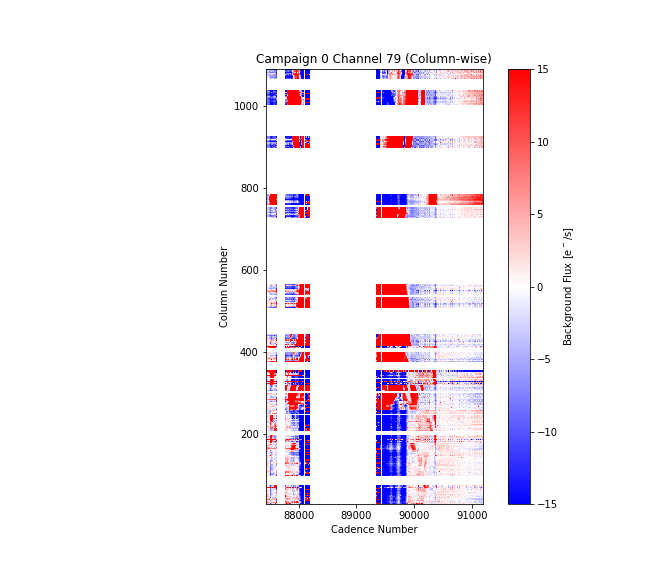 Campaign 0 Channel 79 (Column-wise)
1000
800
600
400
200
Column Number
88000 89000 90000 91000
Cadence Number
15
10
5
0
−5
−10
−15
Background Flux [e⁻/s]